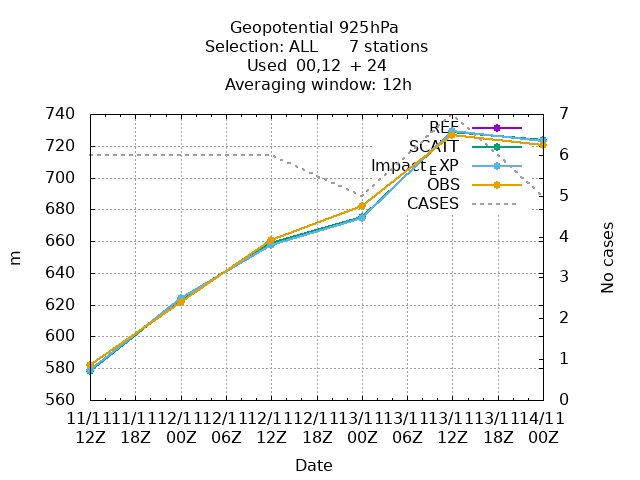 Geopotential 925hPa
Selection: ALL 7 stations
Used 00,12 + 24
Averaging window: 12h
740
720
700
680
660
640
620
600
580
560
7
6
5
4
3
2
1
0
m
No cases
REF
SCATT
Impact_EXP
OBS
CASES
11/11 11/11 12/11 12/11 12/11 12/11 13/11 13/11 13/11 13/11 14/11
12Z 18Z 00Z 06Z 12Z 18Z 00Z 06Z 12Z 18Z 00Z
Date